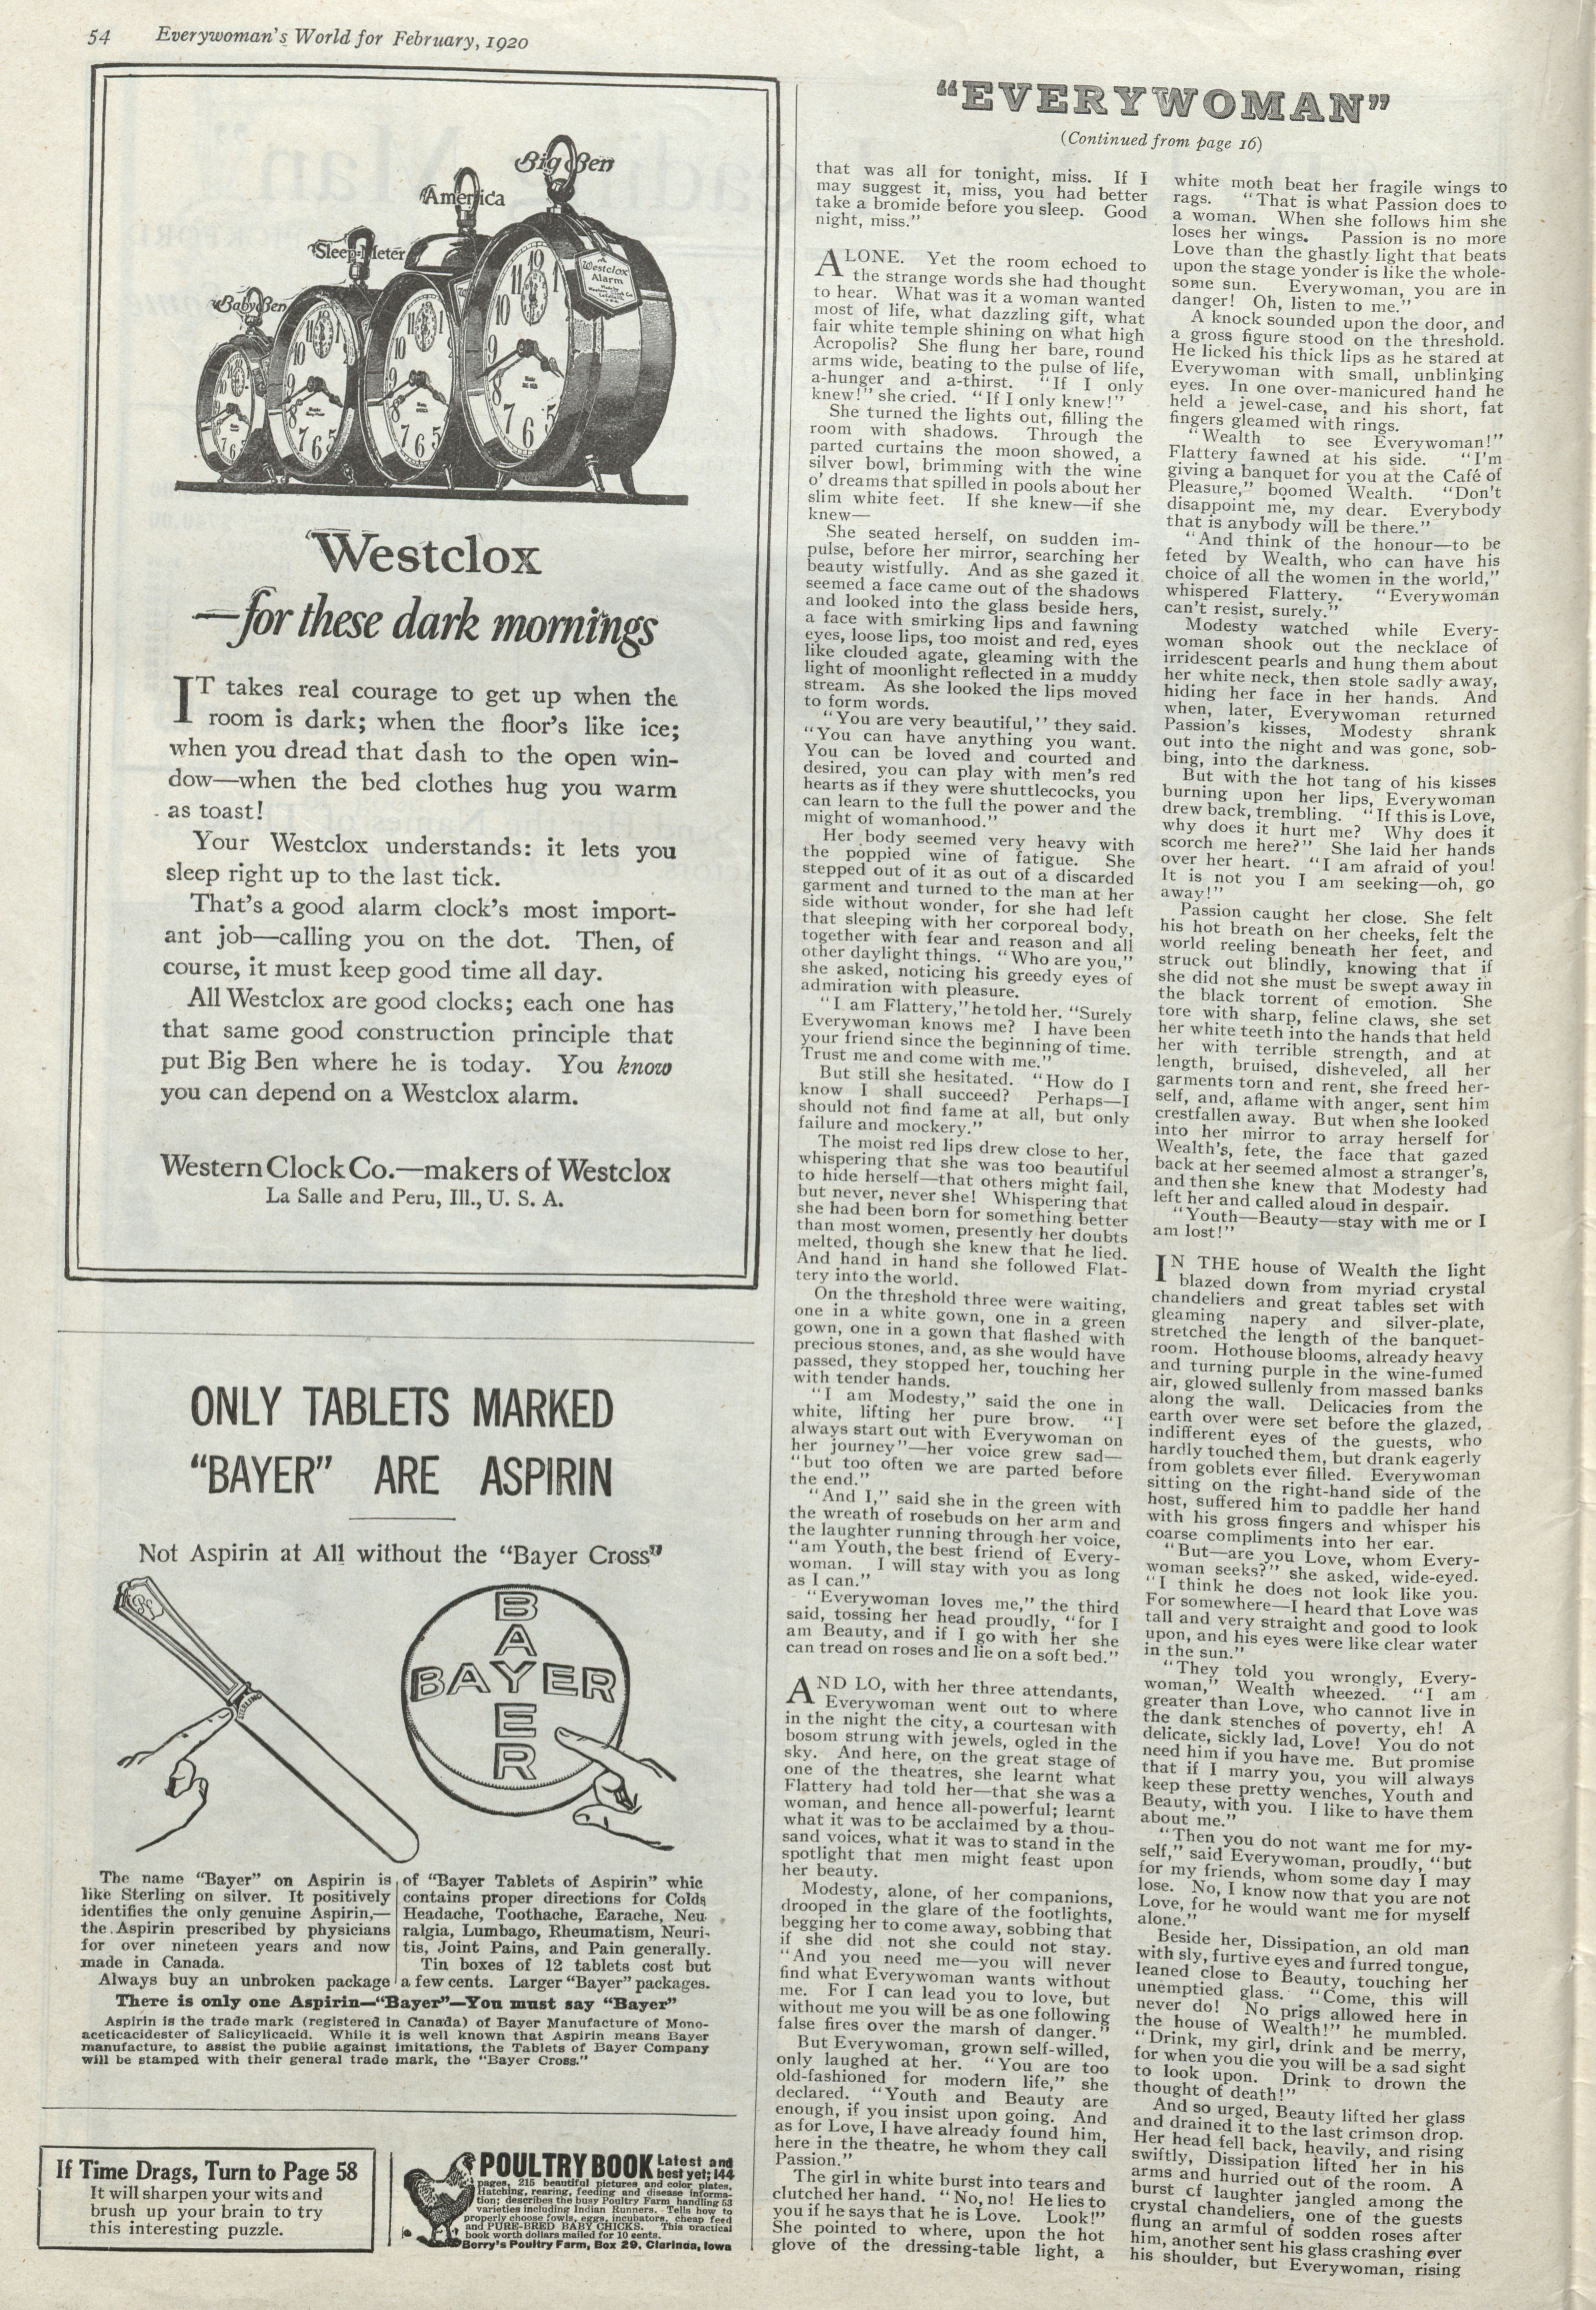 54 Everywoman's World for February, 1920
Big Ben
America
Sleep-Meter
Baby Ben
Westclox
Alarm
Westclox
—for these dark mornings
IT takes real courage to get up when the
room is dark; when the floor's like ice;
when you dread that dash to the open win-
dow—when the bed clothes hug you warm
as toast!
Your Westclox understands: it lets you
sleep right up to the last tick.
That's a good alarm clock's most import-
ant job—calling you on the dot. Then, of
course, it must keep good time all day.
All Westclox are good clocks; each one has
that same good construction principle that
put Big Ben where he is today. You know
you can depend on a Westclox alarm.
Western Clock Co.—makers of Westclox
La Salle and Peru, Ill., U. S. A.
ONLY TABLETS MARKED
"BAYER" ARE ASPIRIN
Not Aspirin at All without the "Bayer Cross"
STERLING
BAYER
BAYER
The name "Bayer" on Aspirin is
like Sterling on silver. It positively
identifies the only genuine Aspirin,—
the Aspirin prescribed by physicians
for over nineteen years and now
made in Canada.
Always buy an unbroken package
of "Bayer Tablets of Aspirin" whic
contains proper directions for Colds
Headache, Toothache, Earache, Neu
ralgia, Lumbago, Rheumatism, Neuri-
tis, Joint Pains, and Pain generally.
Tin boxes of 12 tablets cost but
a few cents. Larger "Bayer" packages.
There is only one Aspirin—"Bayer"—You must say "Bayer"
Aspirin is the trade mark (registered in Canada) of Bayer Manufacture of Mono-
aceticacidester of Salicylicacid. While it is well known that Aspirin means Bayer
manufacture, to assist the public against imitations, the Tablets of Bayer Company
will be stamped with their general trade mark, the "Bayer Cross."
If Time Drags, Turn to Page 58
It will sharpen your wits and
brush up your brain to try
this interesting puzzle.
POULTRY BOOK Latest and
best yet; 144
pages, 215 beautiful pictures and color plates.
Hatching, rearing, feeding and disease informa-
tion; describes the busy Poultry Farm handling 53
varieties including Indian Runners. Tells how to
properly choose fowls, eggs, incubators, cheap feed
and PURE-BRED BABY CHICKS. This practical
book worth dollars mailed for 10 cents.
Berry's Poultry Farm, Box 29, Clarinda, Iowa
"EVERYWOMAN"
(Continued from page 16)
that was all for tonight, miss. If I
may suggest it, miss, you had better
take a bromide before you sleep. Good
night, miss."
ALONE. Yet the room echoed to
the strange words she had thought
to hear. What was it a woman wanted
most of life, what dazzling gift, what
fair white temple shining on what high
Acropolis? She flung her bare, round
arms wide, beating to the pulse of life,
a-hunger and a-thirst. "If I only
knew!" she cried. "If I only knew!"
She turned the lights out, filling the
room with shadows. Through the
parted curtains the moon showed, a
silver bowl, brimming with the wine
o' dreams that spilled in pools about her
slim white feet. If she knew—if she
knew—
She seated herself, on sudden im-
pulse, before her mirror, searching her
beauty wistfully. And as she gazed it
seemed a face came out of the shadows
and looked into the glass beside hers,
a face with smirking lips and fawning
eyes, loose lips, too moist and red, eyes
like clouded agate, gleaming with the
light of moonlight reflected in a muddy
stream. As she looked the lips moved
to form words.
"You are very beautiful,'' they said.
"You can have anything you want.
You can be loved and courted and
desired, you can play with men's red
hearts as if they were shuttlecocks, you
can learn to the full the power and the
might of womanhood."
Her body seemed very heavy with
the poppied wine of fatigue. She
stepped out of it as out of a discarded
garment and turned to the man at her
side without wonder, for she had left
that sleeping with her corporeal body,
together with fear and reason and all
other daylight things. "Who are you,"
she asked, noticing his greedy eyes of
admiration with pleasure.
"I am Flattery," he told her. "Surely
Everywoman knows me? I have been
your friend since the beginning of time.
Trust me and come with me."
But still she hesitated. "How do I
know I shall succeed? Perhaps—I
should not find fame at all, but only
failure and mockery."
The moist red lips drew close to her,
whispering that she was too beautiful
to hide herself—that others might fail,
but never, never she! Whispering that
she had been born for something better
than most women, presently her doubts
melted, though she knew that he lied.
And hand in hand she followed Flat-
tery into the world.
On the threshold three were waiting,
one in a white gown, one in a green
gown, one in a gown that flashed with
precious stones, and, as she would have
passed, they stopped her, touching her
with tender hands.
"I am Modesty," said the one in
white, lifting her pure brow. "I
always start out with Everywoman on
her journey"—her voice grew sad—
"but too often we are parted before
the end."
"And I," said she in the green with
the wreath of rosebuds on her arm and
the laughter running through her voice,
"am Youth, the best friend of Every-
woman. I will stay with you as long
as I can."
"Everywoman loves me," the third
said, tossing her head proudly, "for I
am Beauty, and if I go with her she
can tread on roses and lie on a soft bed."
AND LO, with her three attendants,
Everywoman went out to where
in the night the city, a courtesan with
bosom strung with jewels, ogled in the
sky. And here, on the great stage of
one of the theatres, she learnt what
Flattery had told her—that she was a
woman, and hence all-powerful; learnt
what it was to be acclaimed by a thou-
sand voices, what it was to stand in the
spotlight that men might feast upon
her beauty.
Modesty, alone, of her companions,
drooped in the glare of the footlights,
begging her to come away, sobbing that
if she did not she could not stay.
"And you need me—you will never
find what Everywoman wants without
me. For I can lead you to love, but
without me you will be as one following
false fires over the marsh of danger."
But Everywoman, grown self-willed,
only laughed at her. "You are too
old-fashioned for modern life," she
declared. "Youth and Beauty are
enough, if you insist upon going. And
as for Love, I have already found him,
here in the theatre, he whom they call
Passion."
The girl in white burst into tears and
clutched her hand. "No, no! He lies to
you if he says that he is Love. Look!"
She pointed to where, upon the hot
glove of the dressing-table light, a
white moth beat her fragile wings to
rags. "That is what Passion does to
a woman. When she follows him she
loses her wings. Passion is no more
Love than the ghastly light that beats
upon the stage yonder is like the whole-
some sun. Everywoman, you are in
danger! Oh, listen to me."
A knock sounded upon the door, and
a gross figure stood on the threshold.
He licked his thick lips as he stared at
Everywoman with small, unblinking
eyes. In one over-manicured hand he
held a jewel-case, and his short, fat
fingers gleamed with rings.
"Wealth to see Everywoman!"
Flattery fawned at his side. "I'm
giving a banquet for you at the Café of
Pleasure," boomed Wealth. "Don't
disappoint me, my dear. Everybody
that is anybody will be there."
"And think of the honour—to be
feted by Wealth, who can have his
choice of all the women in the world,"
whispered Flattery. "Everywoman
can't resist, surely."
Modesty watched while Every-
woman shook out the necklace of
irridescent pearls and hung them about
her white neck, then stole sadly away,
hiding her face in her hands. And
when, later, Everywoman returned
Passion's kisses, Modesty shrank
out into the night and was gone, sob-
bing, into the darkness.
But with the hot tang of his kisses
burning upon her lips, Everywoman
drew back, trembling. "If this is Love,
why does it hurt me? Why does it
scorch me here?" She laid her hands
over her heart. "I am afraid of you!
It is not you I am seeking—oh, go
away!"
Passion caught her close. She felt
his hot breath on her cheeks, felt the
world reeling beneath her feet, and
struck out blindly, knowing that if
she did not she must be swept away in
the black torrent of emotion. She
tore with sharp, feline claws, she set
her white teeth into the hands that held
her with terrible strength, and at
length, bruised, disheveled, all her
garments torn and rent, she freed her-
self, and, aflame with anger, sent him
crestfallen away. But when she looked
into her mirror to array herself for
Wealth's, fete, the face that gazed
back at her seemed almost a stranger's,
and then she knew that Modesty had
left her and called aloud in despair.
"Youth—Beauty—stay with me or I
am lost!"
IN THE house of Wealth the light
blazed down from myriad crystal
chandeliers and great tables set with
gleaming napery and silver-plate,
stretched the length of the banquet-
room. Hothouse blooms, already heavy
and turning purple in the wine-fumed
air, glowed sullenly from massed banks
along the wall. Delicacies from the
earth over were set before the glazed,
indifferent eyes of the guests, who
hardly touched them, but drank eagerly
from goblets ever filled. Everywoman
sitting on the right-hand side of the
host, suffered him to paddle her hand
with his gross fingers and whisper his
coarse compliments into her ear.
"But—are you Love, whom Every-
woman seeks?" she asked, wide-eyed.
"I think he does not look like you.
For somewhere—I heard that Love was
tall and very straight and good to look
upon, and his eyes were like clear water
in the sun."
"They told you wrongly, Every-
woman," Wealth wheezed. "I am
greater than Love, who cannot live in
the dank stenches of poverty, eh! A
delicate, sickly lad, Love! You do not
need him if you have me. But promise
that if I marry you, you will always
keep these pretty wenches, Youth and
Beauty, with you. I like to have them
about me."
"Then you do not want me for my-
self," said Everywoman, proudly, "but
for my friends, whom some day I may
lose. No, I know now that you are not
Love, for he would want me for myself
alone."
Beside her, Dissipation, an old man
with sly, furtive eyes and furred tongue,
leaned close to Beauty, touching her
unemptied glass. "Come, this will
never do! No prigs allowed here in
the house of Wealth!" he mumbled.
"Drink, my girl, drink and be merry,
for when you die you will be a sad sight
to look upon. Drink to drown the
thought of death!"
And so urged, Beauty lifted her glass
and drained it to the last crimson drop.
Her head fell back, heavily, and rising
swiftly, Dissipation lifted her in his
arms and hurried out of the room. A
burst of laughter jangled among the
crystal chandeliers, one of the guests
flung an armful of sodden roses after
him, another sent his glass crashing over
his shoulder, but Everywoman, rising